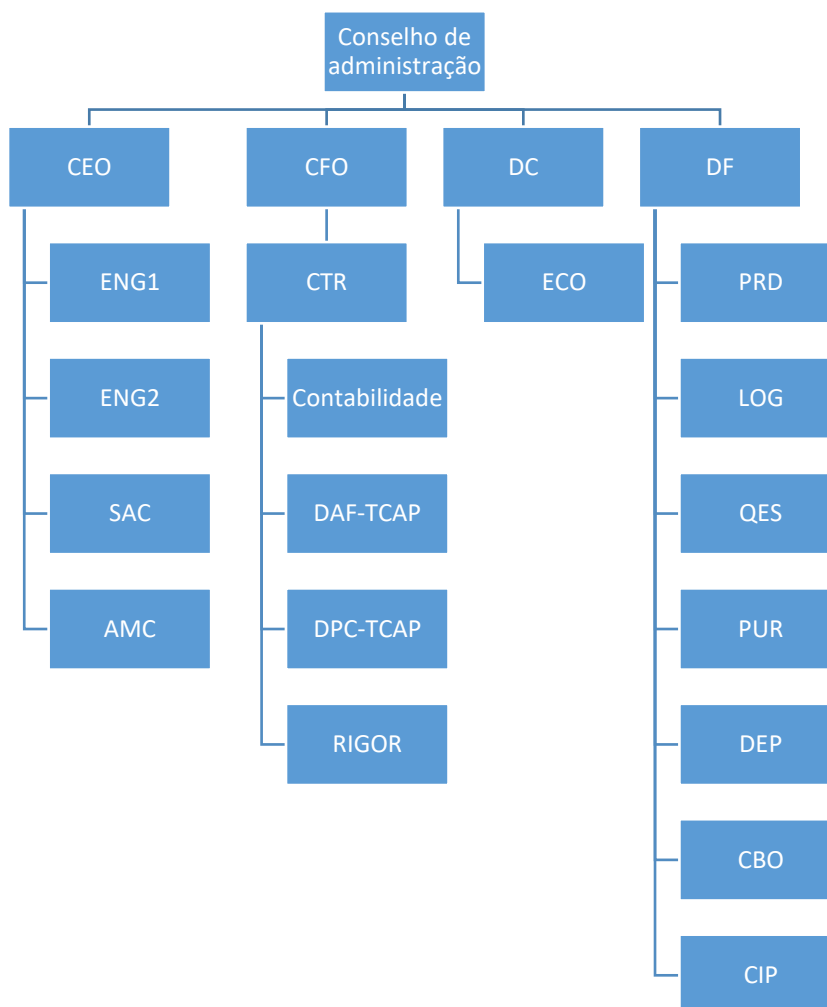 Conselho de
administração
CEO
CFO
DC
DF
ENG1
CTR
ECO
PRD
ENG2
Contabilidade
LOG
SAC
DAF-TCAP
QES
AMC
DPC-TCAP
PUR
RIGOR
DEP
CBO
CIP